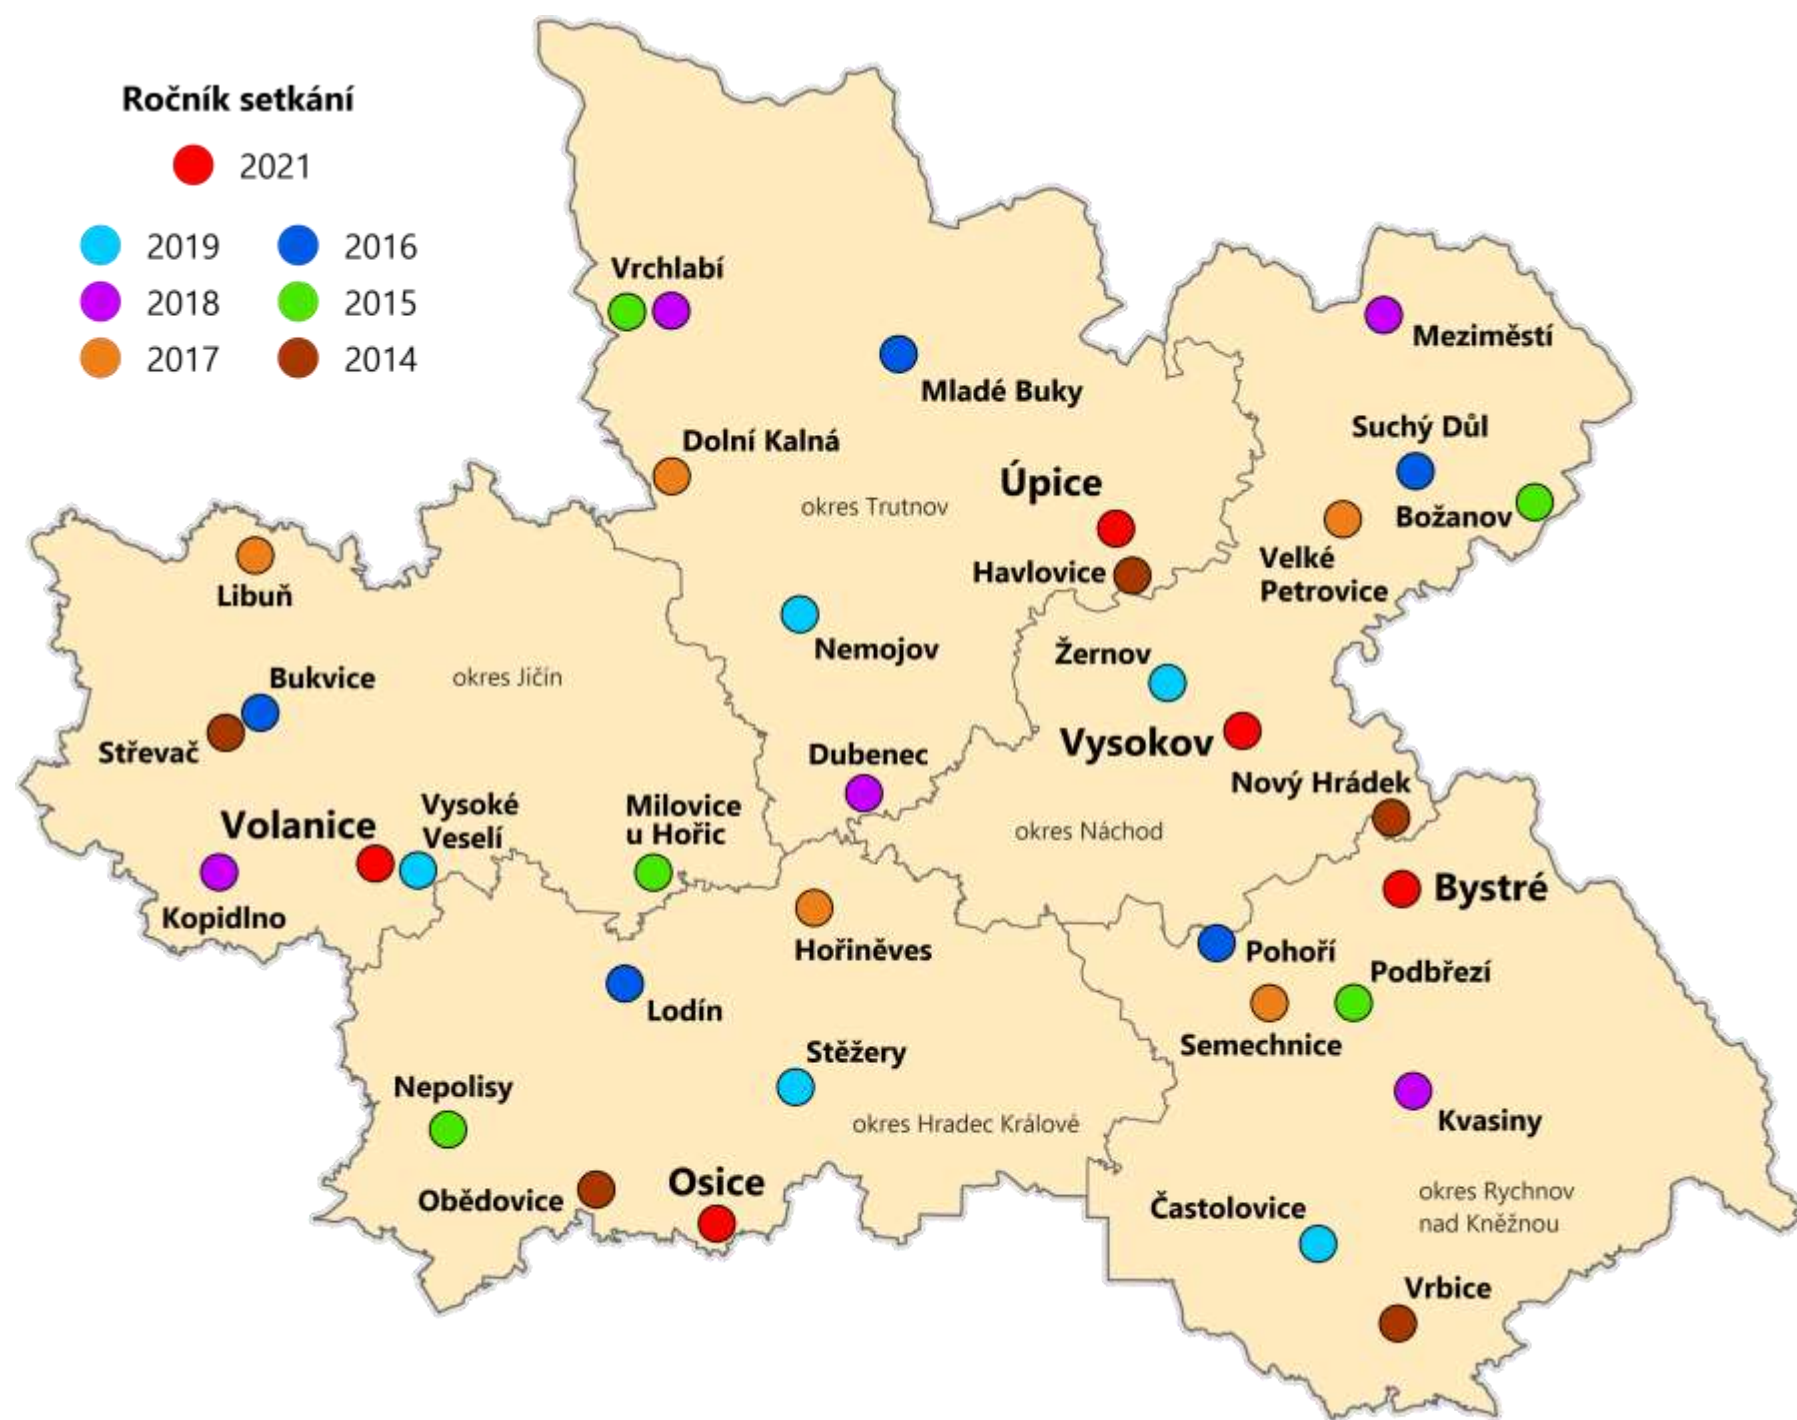 Ročník setkání
2021
2019
2016
2018
2015
2017
2014
Vrchlabí
Meziměstí
Mladé Buky
Suchý Důl
Dolní Kalná
Úpice
okres Trutnov
Božanov
Velké
Petrovice
Havlovice
Libuň
Nemojov
Žernov
Bukvice
okres Jičín
Střevač
Vysokov
Dubenec
Nový Hrádek
Volanice
Vysoké
Veselí
Milovice
u Hořic
okres Náchod
Bystré
Kopidlno
Hořiněves
Pohoří
Podbřezí
Lodín
Semechnice
Stěžery
Nepolisy
okres Hradec Králové
Kvasiny
Osice
Obědovice
okres Rychnov
nad Kněžnou
Častolovice
Vrbice